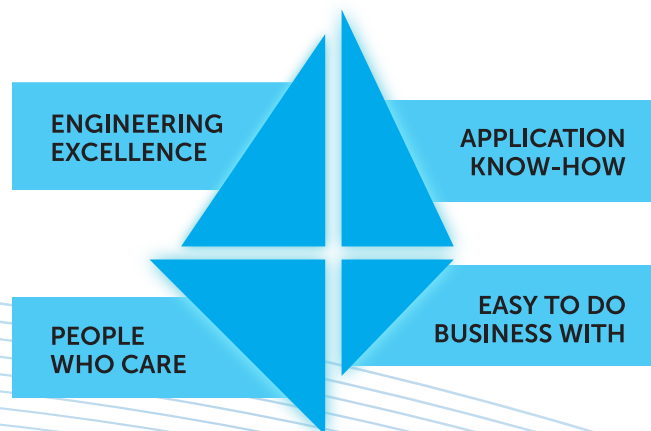 ENGINEERING
EXCELLENCE
APPLICATION
KNOW-HOW
PEOPLE
WHO CARE
EASY TO DO
BUSINESS WITH